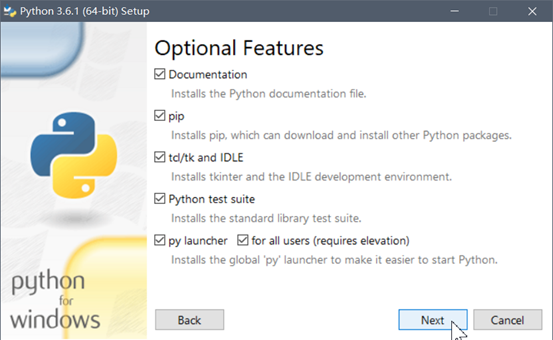 Python 3.6.1 (64-bit) Setup
Optional Features
Documentation
Installs the Python documentation file.
pip
Installs pip, which can download and install other Python packages.
tcl/tk and IDLE
Installs tkinter and the IDLE development environment.
Python test suite
Installs the standard library test suite.
py launcher for all users (requires elevation)
Installs the global 'py' launcher to make it easier to start Python.
python
for
windows
Back Next Cancel